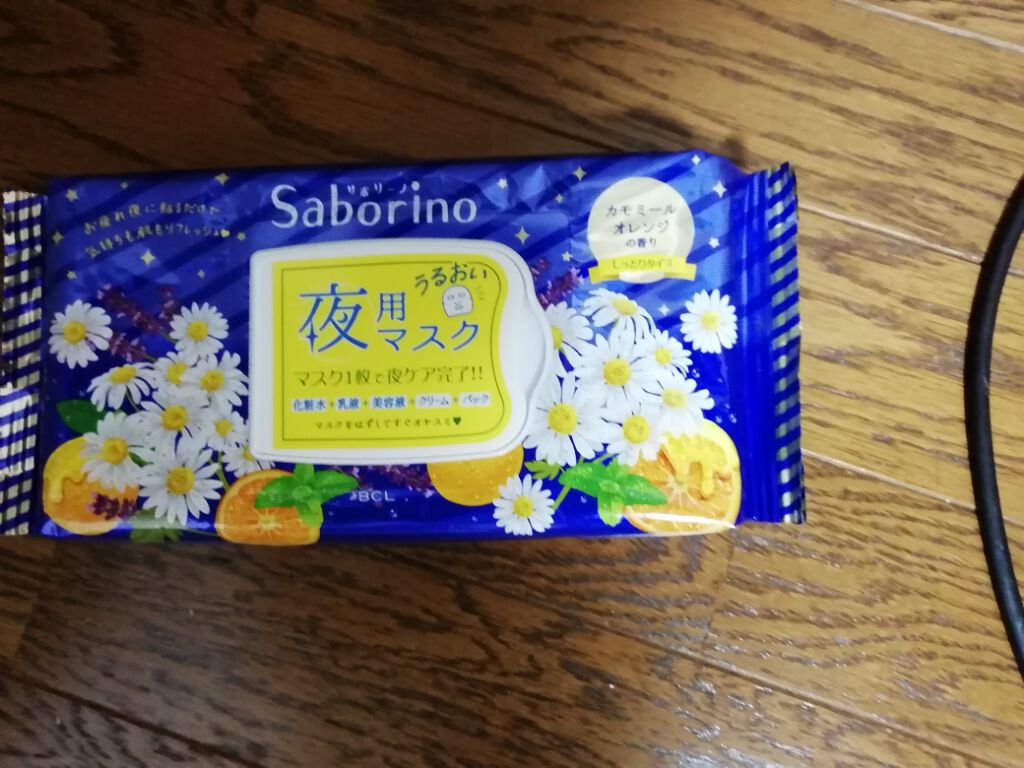 サボリーノ
Saborino
お疲れ夜に貼るだけで
気持ちも肌もリフレッシュ♥
カモミール
オレンジ
の香り
しっとりタイプ
うるおい
夜用
マスク
マスク1枚で夜ケア完了!!
化粧水+乳液+美容液+クリーム+パック
マスクをはずしてすぐオヤスミ♥
BCL